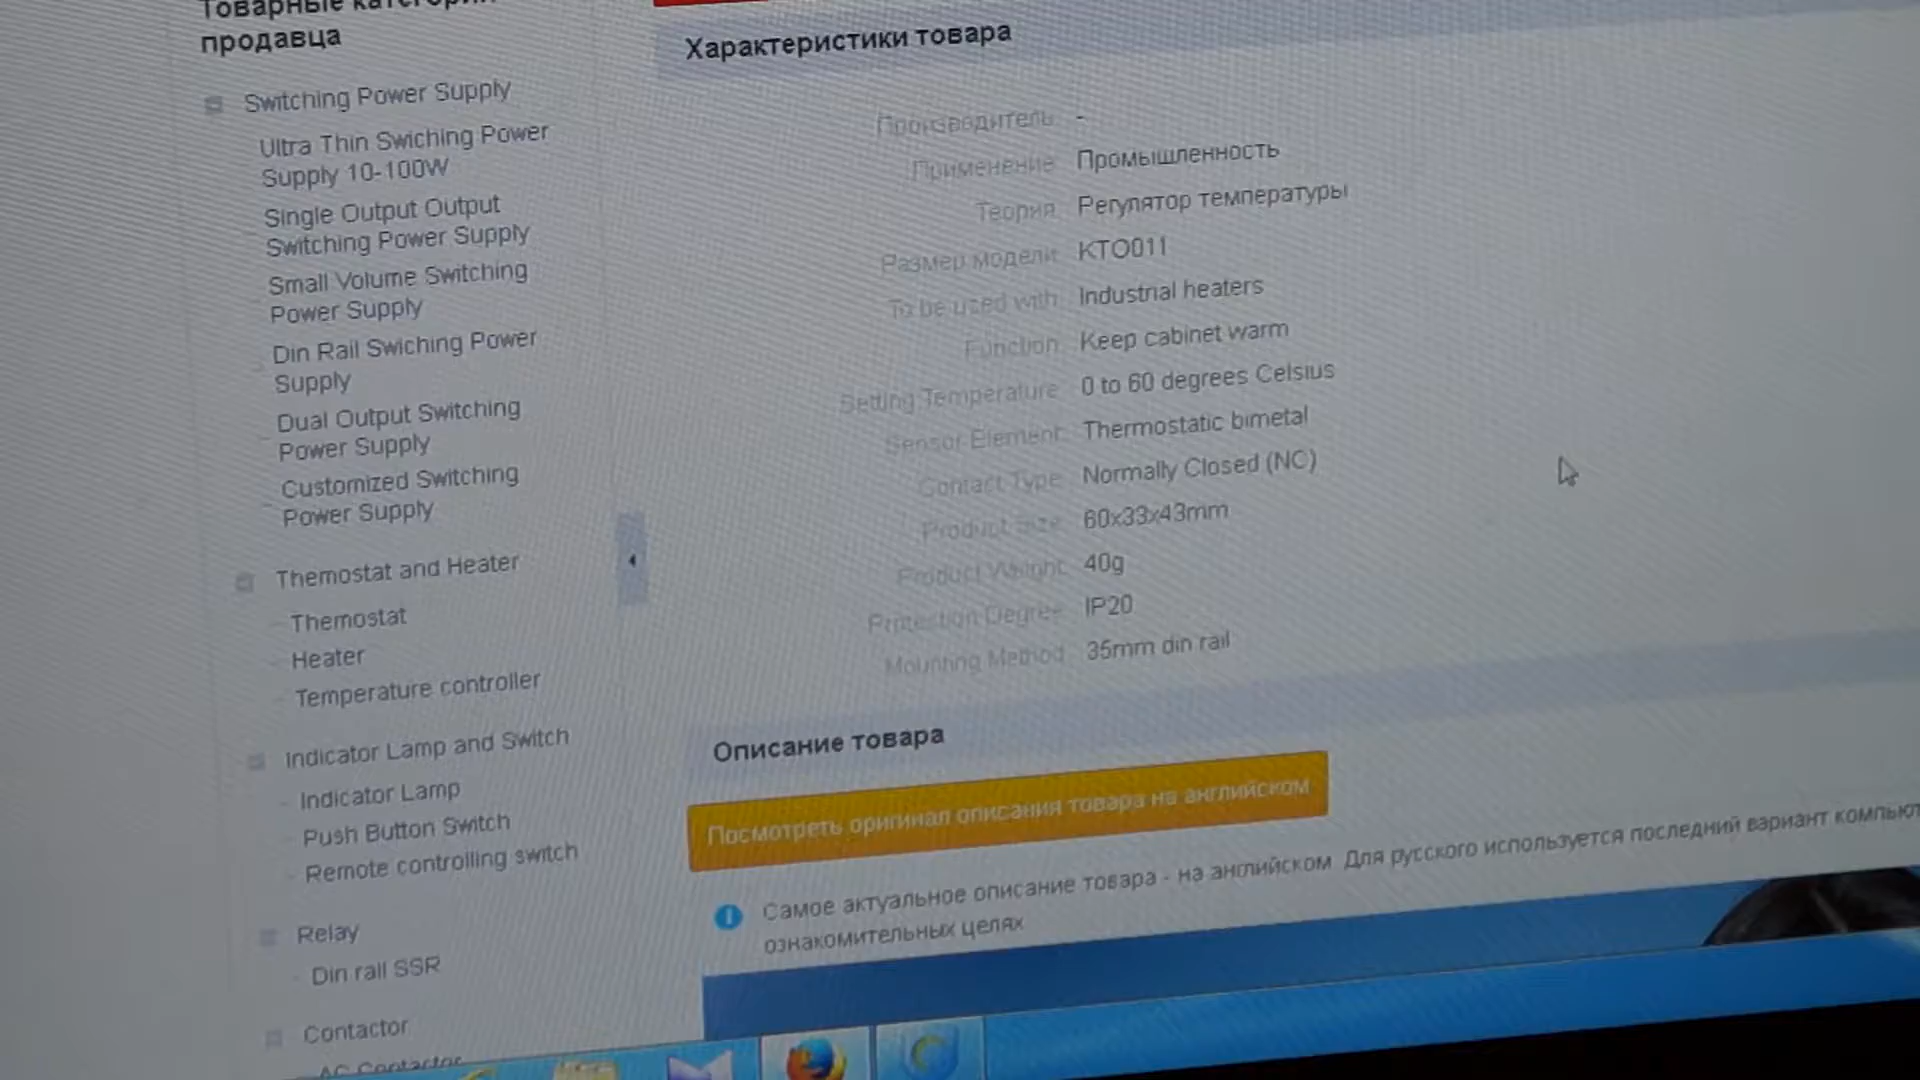 Товарные категории
продавца
Switching Power Supply
Ultra Thin Swiching Power
Supply 10-100W
Single Output Output
Switching Power Supply
Small Volume Switching
Power Supply
Din Rail Swiching Power
Supply
Dual Output Switching
Power Supply
Customized Switching
Power Supply
Themostat and Heater
Themostat
Heater
Temperature controller
Indicator Lamp and Switch
Indicator Lamp
Push Button Switch
Remote controlling switch
Relay
Din rail SSR
Contactor
AC Contactor
Характеристики товара
Производитель: -
Применение: Промышленность
Теория: Регулятор температуры
Размер модели: KTO011
To be used with: Industrial heaters
Function: Keep cabinet warm
Setting Temperature: 0 to 60 degrees Celsius
Sensor Element: Thermostatic bimetal
Contact Type: Normally Closed (NC)
Product Size: 60x33x43mm
Product Weight: 40g
Protection Degree: IP20
Mounting Method: 35mm din rail
Описание товара
Посмотреть оригинал описания товара на английском
Самое актуальное описание товара - на английском. Для русского используется последний вариант компьют
ознакомительных целях